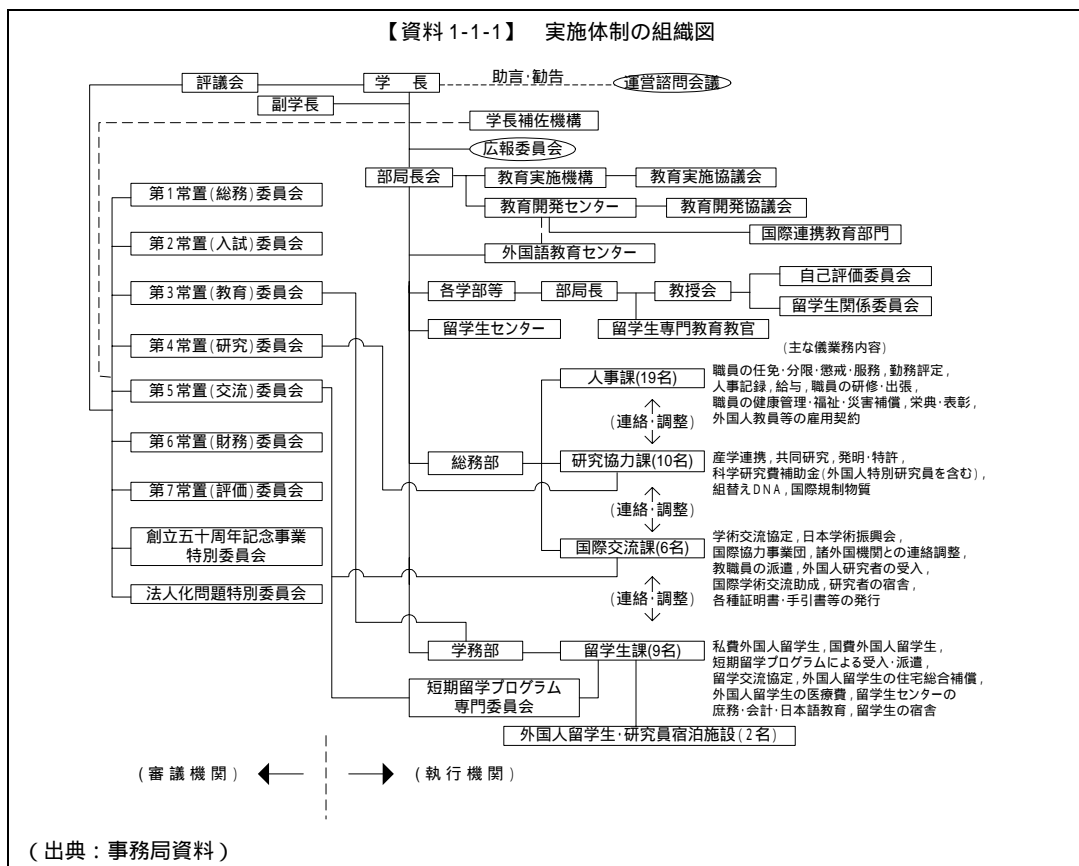 【資料1-1-1】　実施体制の組織図
評議会
学　長
助言･勧告
運営諮問会議
副学長
学長補佐機構
広報委員会
部局長会
教育実施機構
教育実施協議会
教育開発センター
教育開発協議会
国際連携教育部門
外国語教育センター
各学部等
部局長
教授会
自己評価委員会
留学生関係委員会
留学生センター
留学生専門教育教官
第1常置(総務)委員会
第2常置(入試)委員会
第3常置(教育)委員会
第4常置(研究)委員会
第5常置(交流)委員会
第6常置(財務)委員会
第7常置(評価)委員会
創立五十周年記念事業
特別委員会
法人化問題特別委員会
(主な儀業務内容)
人事課(19名)
職員の任免･分限･懲戒･服務,勤務評定,
人事記録,給与,職員の研修･出張,
職員の健康管理･福祉･災害補償,栄典･表彰,
外国人教員等の雇用契約
(連絡･調整)
総務部
研究協力課(10名)
産学連携,共同研究,発明･特許,
科学研究費補助金(外国人特別研究員を含む),
組替えDNA,国際規制物質
(連絡･調整)
国際交流課(6名)
学術交流協定,日本学術振興会,
国際協力事業団,諸外国機関との連絡調整,
教職員の派遣,外国人研究者の受入,
国際学術交流助成,研究者の宿舎,
各種証明書･手引書等の発行
(連絡･調整)
学務部
留学生課(9名)
私費外国人留学生,国費外国人留学生,
短期留学プログラムによる受入･派遣,
留学交流協定,外国人留学生の住宅総合補償,
外国人留学生の医療費,留学生センターの
庶務･会計･日本語教育,留学生の宿舎
短期留学プログラム
専門委員会
外国人留学生･研究員宿泊施設(2名)
(審議機関)
(執行機関)
(出典：事務局資料)